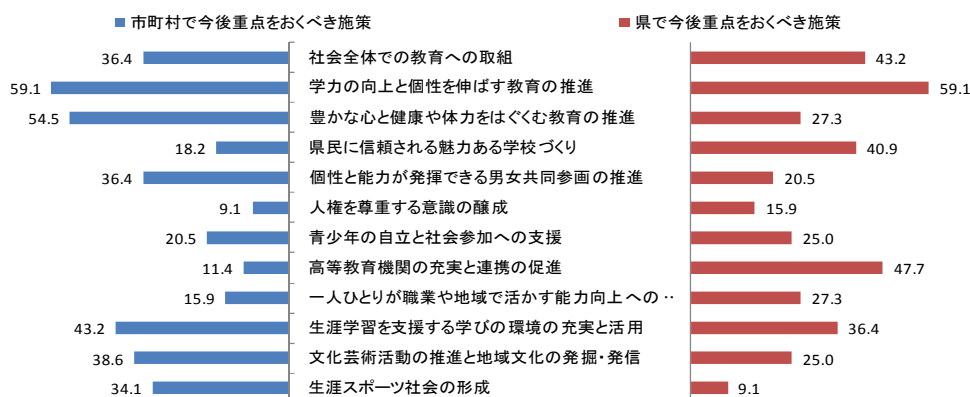 市町村で今後重点をおくべき施策 県で今後重点をおくべき施策
36.4 社会全体での教育への取組 43.2
59.1 学力の向上と個性を伸ばす教育の推進 59.1
54.5 豊かな心と健康や体力をはぐくむ教育の推進 27.3
18.2 県民に信頼される魅力ある学校づくり 40.9
36.4 個性と能力が発揮できる男女共同参画の推進 20.5
9.1 人権を尊重する意識の醸成 15.9
20.5 青少年の自立と社会参加への支援 25.0
11.4 高等教育機関の充実と連携の促進 47.7
15.9 一人ひとりが職業や地域で活かす能力向上への‥ 27.3
43.2 生涯学習を支援する学びの環境の充実と活用 36.4
38.6 文化芸術活動の推進と地域文化の発掘・発信 25.0
34.1 生涯スポーツ社会の形成 9.1